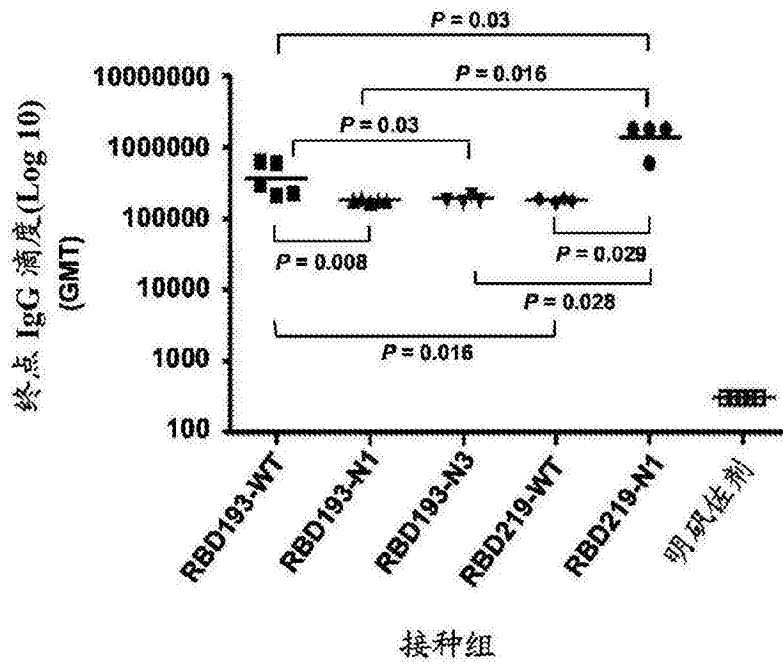 P = 0.03
P = 0.016
P = 0.03
P = 0.008
P = 0.029
P = 0.028
P = 0.016
终点 IgG 滴度(Log 10)
(GMT)
10000000
1000000
100000
10000
1000
100
RBD193-WT
RBD193-N1
RBD193-N3
RBD219-WT
RBD219-N1
明矾佐剂
接种组